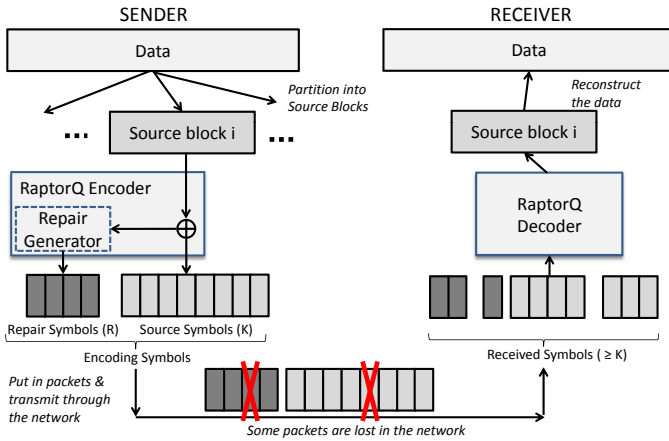 SENDER
RECEIVER
Data
Data
Partition into
Source Blocks
Reconstruct
the data
...
Source block i
...
Source block i
RaptorQ Encoder
Repair
Generator
RaptorQ
Decoder
Repair Symbols (R)
Source Symbols (K)
Encoding Symbols
Received Symbols ( ≥ K)
Put in packets &
transmit through
the network
Some packets are lost in the network